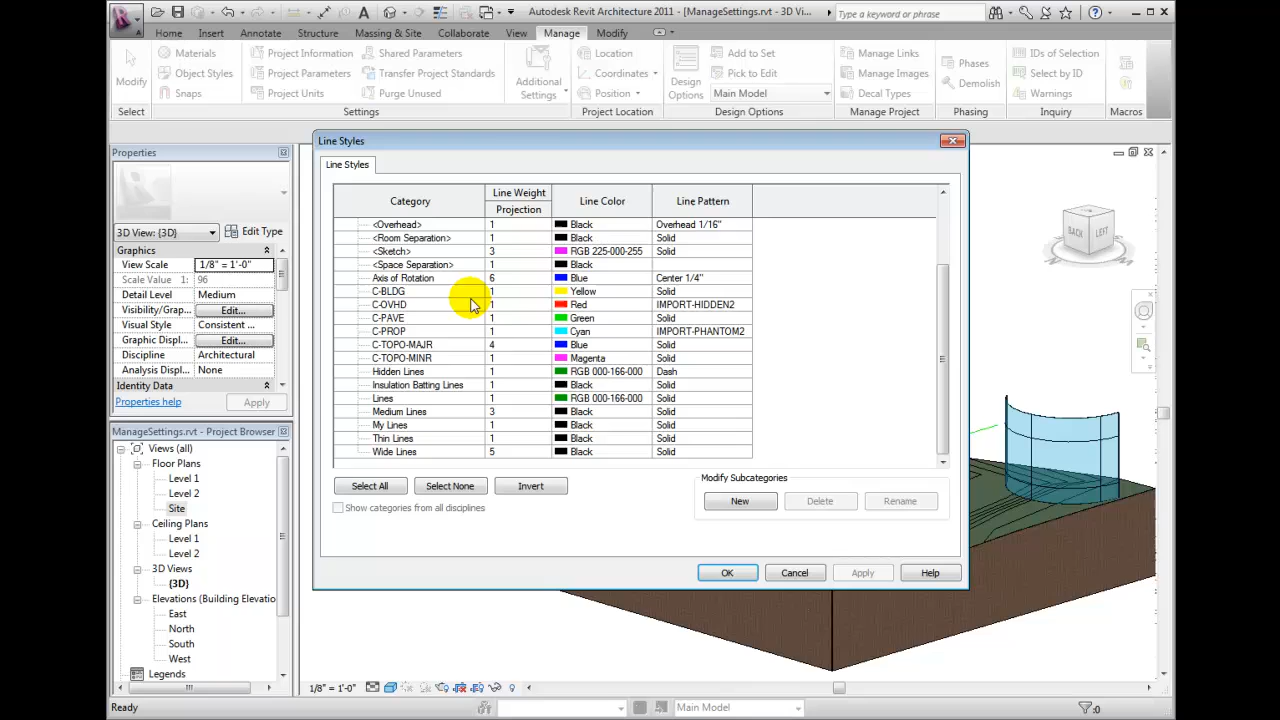 Autodesk Revit Architecture 2011 - [ManageSettings.rvt - 3D Vi...
Type a keyword or phrase
Home Insert Annotate Structure Massing & Site Collaborate View Manage Modify
Modify
Materials
Object Styles
Snaps
Project Information
Project Parameters
Project Units
Shared Parameters
Transfer Project Standards
Purge Unused
Additional
Settings
Location
Coordinates
Position
Design
Options
Add to Set
Pick to Edit
Main Model
Manage Links
Manage Images
Decal Types
Phases
Demolish
IDs of Selection
Select by ID
Warnings
Select Settings Project Location Design Options Manage Project Phasing Inquiry Macros
Properties
3D View: {3D} Edit Type
Graphics
View Scale 1/8" = 1'-0"
Scale Value 1: 96
Detail Level Medium
Visibility/Grap... Edit...
Visual Style Consistent ...
Graphic Displ... Edit...
Discipline Architectural
Analysis Displ... None
Identity Data
Properties help Apply
ManageSettings.rvt - Project Browser
Views (all)
Floor Plans
Level 1
Level 2
Site
Ceiling Plans
Level 1
Level 2
3D Views
{3D}
Elevations (Building Elevatio
East
North
South
West
Legends
Line Styles
Line Styles
Category Line Weight Line Color Line Pattern
Projection
<Overhead> 1 Black Overhead 1/16"
<Room Separation> 1 Black Solid
<Sketch> 3 RGB 225-000-255 Solid
<Space Separation> 1 Black
Axis of Rotation 6 Blue Center 1/4"
C-BLDG 1 Yellow Solid
C-OVHD 1 Red IMPORT-HIDDEN2
C-PAVE 1 Green Solid
C-PROP 1 Cyan IMPORT-PHANTOM2
C-TOPO-MAJR 4 Blue Solid
C-TOPO-MINR 1 Magenta Solid
Hidden Lines 1 RGB 000-166-000 Dash
Insulation Batting Lines 1 Black Solid
Lines 1 RGB 000-166-000 Solid
Medium Lines 3 Black Solid
My Lines 1 Black Solid
Thin Lines 1 Black Solid
Wide Lines 5 Black Solid
Select All Select None Invert
Show categories from all disciplines
Modify Subcategories
New Delete Rename
OK Cancel Apply Help
BACK LEFT
1/8" = 1'-0"
Ready
Main Model
:0